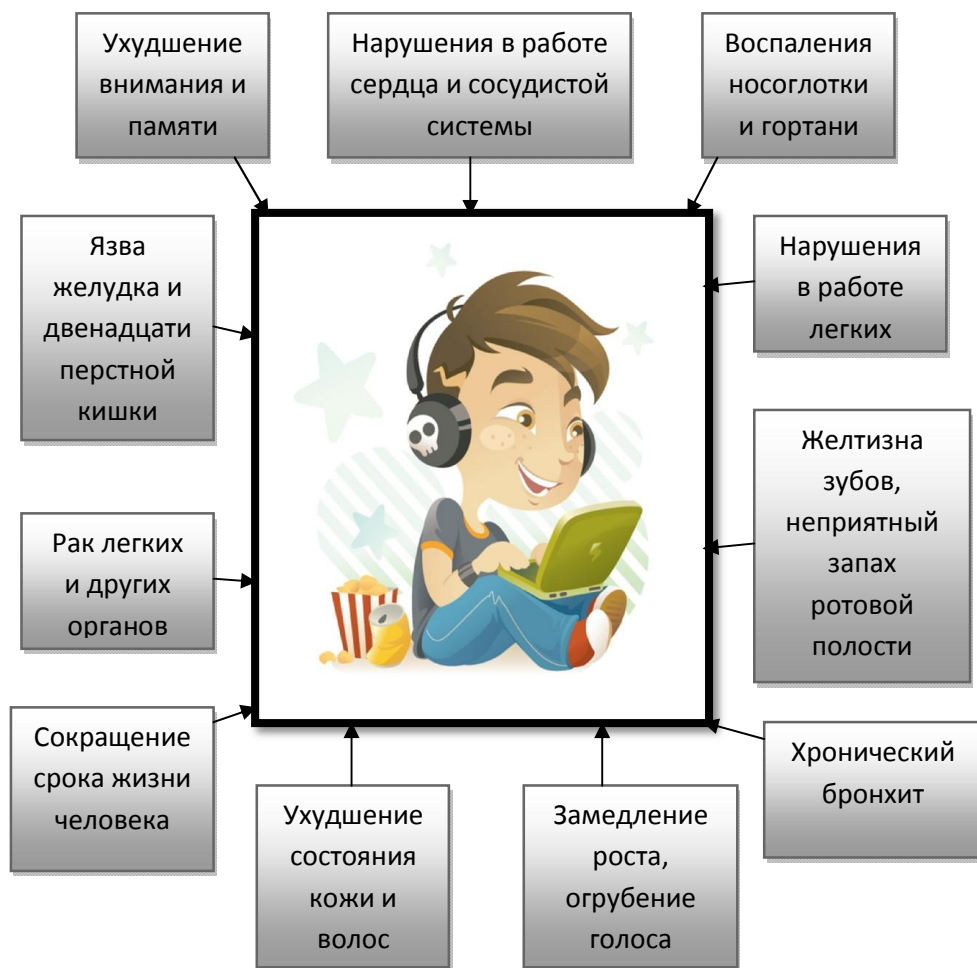 Ухудшение
внимания и
памяти
Нарушения в работе
сердца и сосудистой
системы
Воспаления
носоглотки
и гортани
Язва
желудка и
двенадцати
перстной
кишки
Нарушения
в работе
легких
Рак легких
и других
органов
Желтизна
зубов,
неприятный
запах
ротовой
полости
Сокращение
срока жизни
человека
Ухудшение
состояния
кожи и
волос
Замедление
роста,
огрубение
голоса
Хронический
бронхит